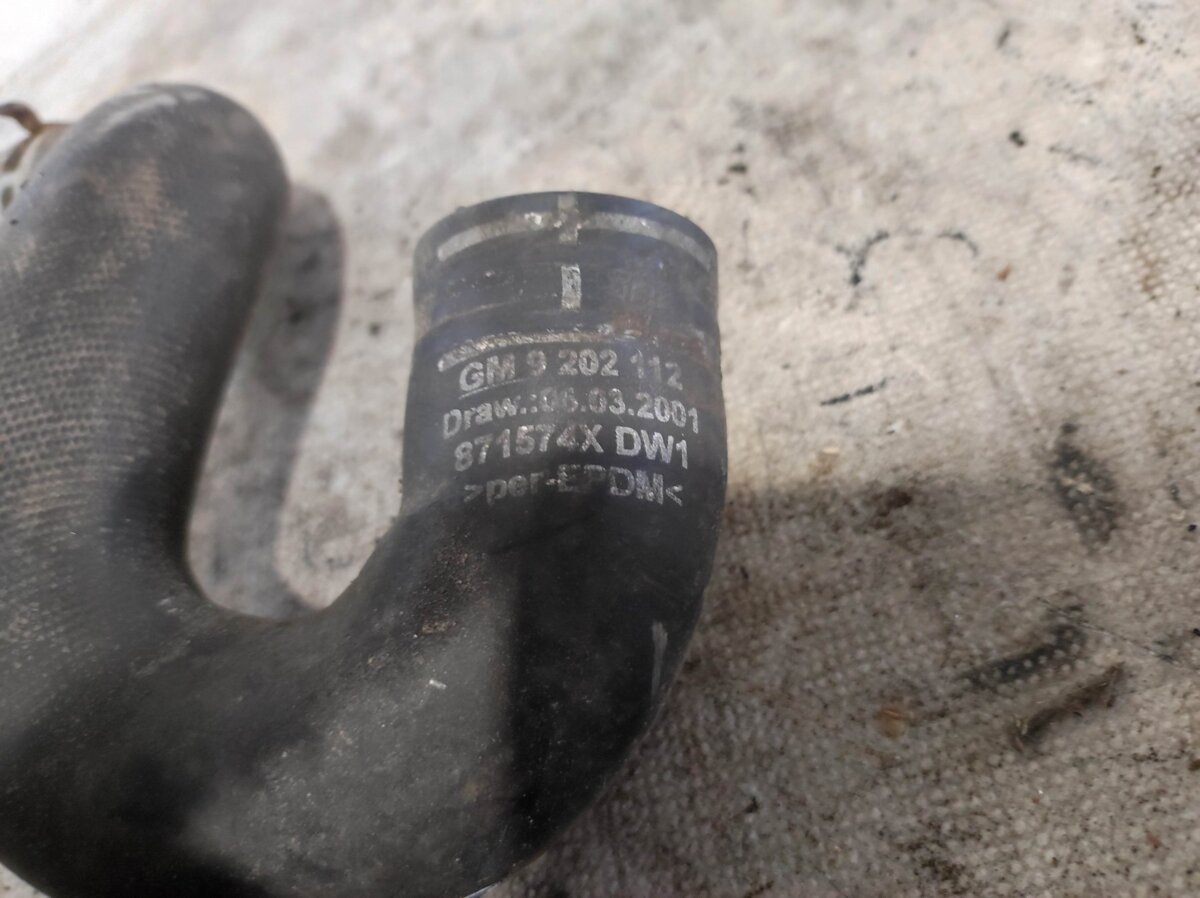 GM 9 202 112
Draw.:06.03.2001
871574X DW1
>per-EPDM<